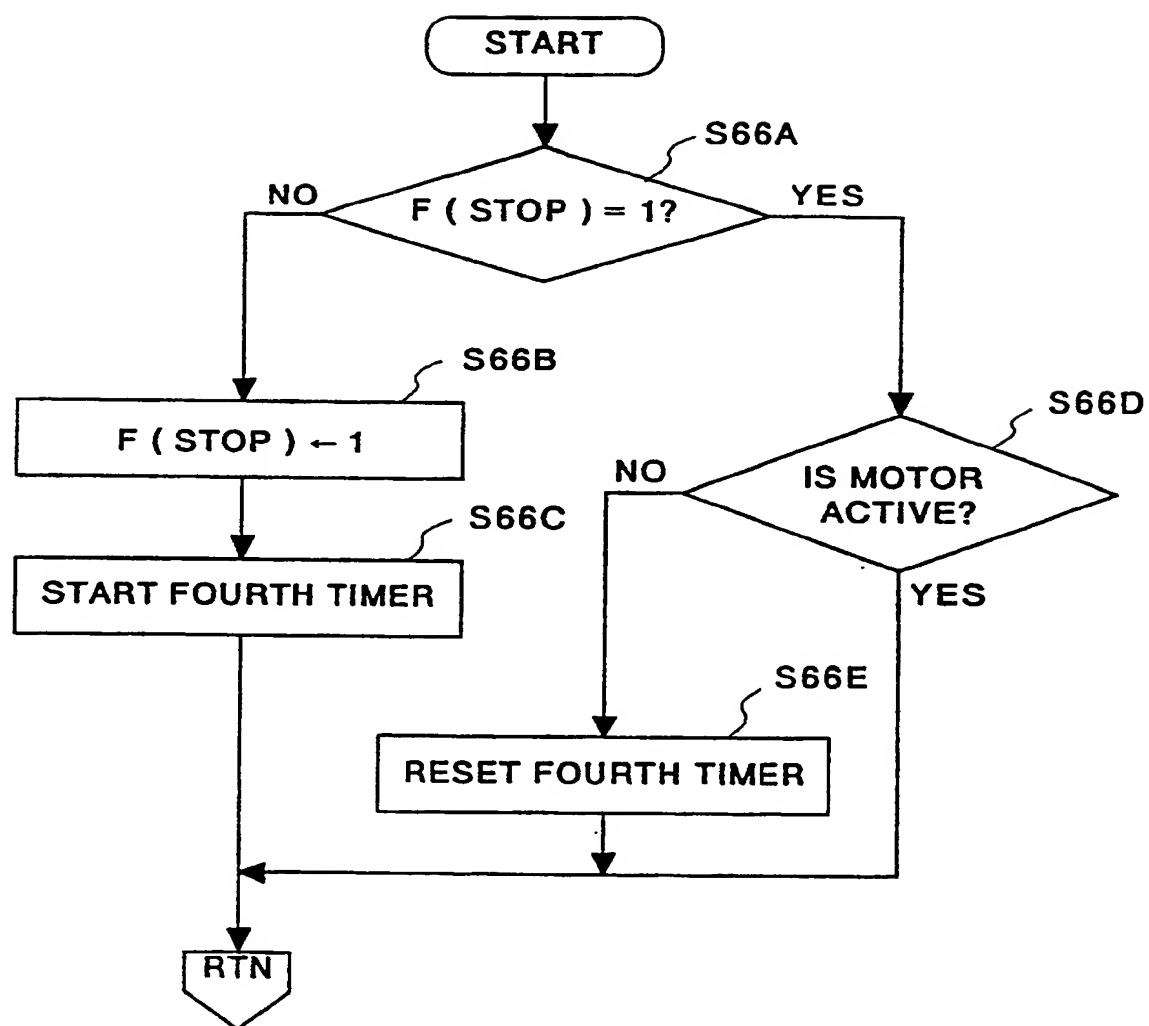 START
S66A
NO
YES
F ( STOP ) = 1?
S66B
F ( STOP ) ← 1
S66D
NO
IS MOTOR
ACTIVE?
S66C
START FOURTH TIMER
YES
S66E
RESET FOURTH TIMER
RTN